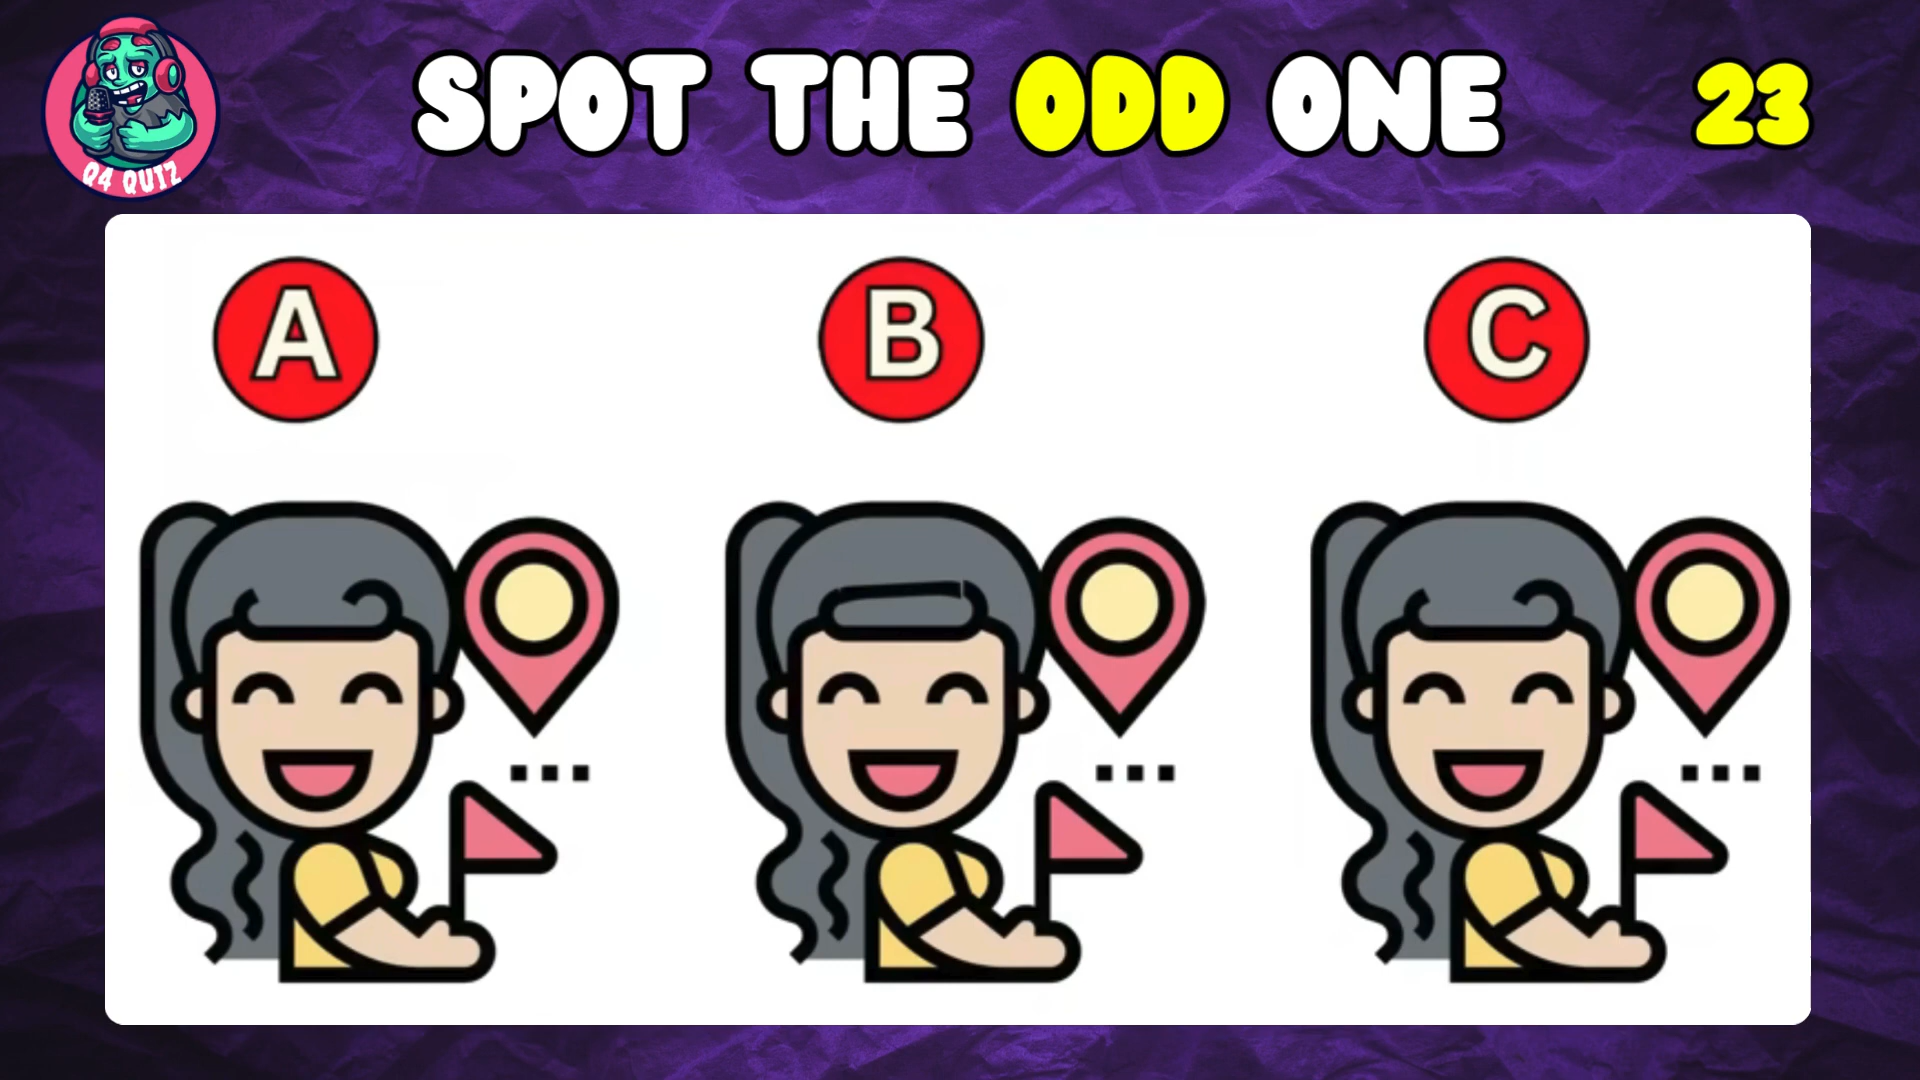 SPOT THE ODD ONE
23
Q4 QUIZ
A
B
C
...
...
...